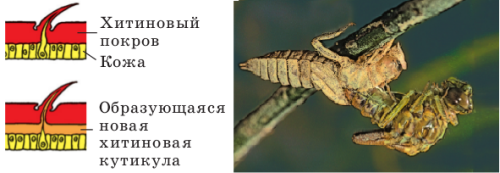 Хитиновый
покров
Кожа
Образующаяся
новая
хитиновая
кутикула